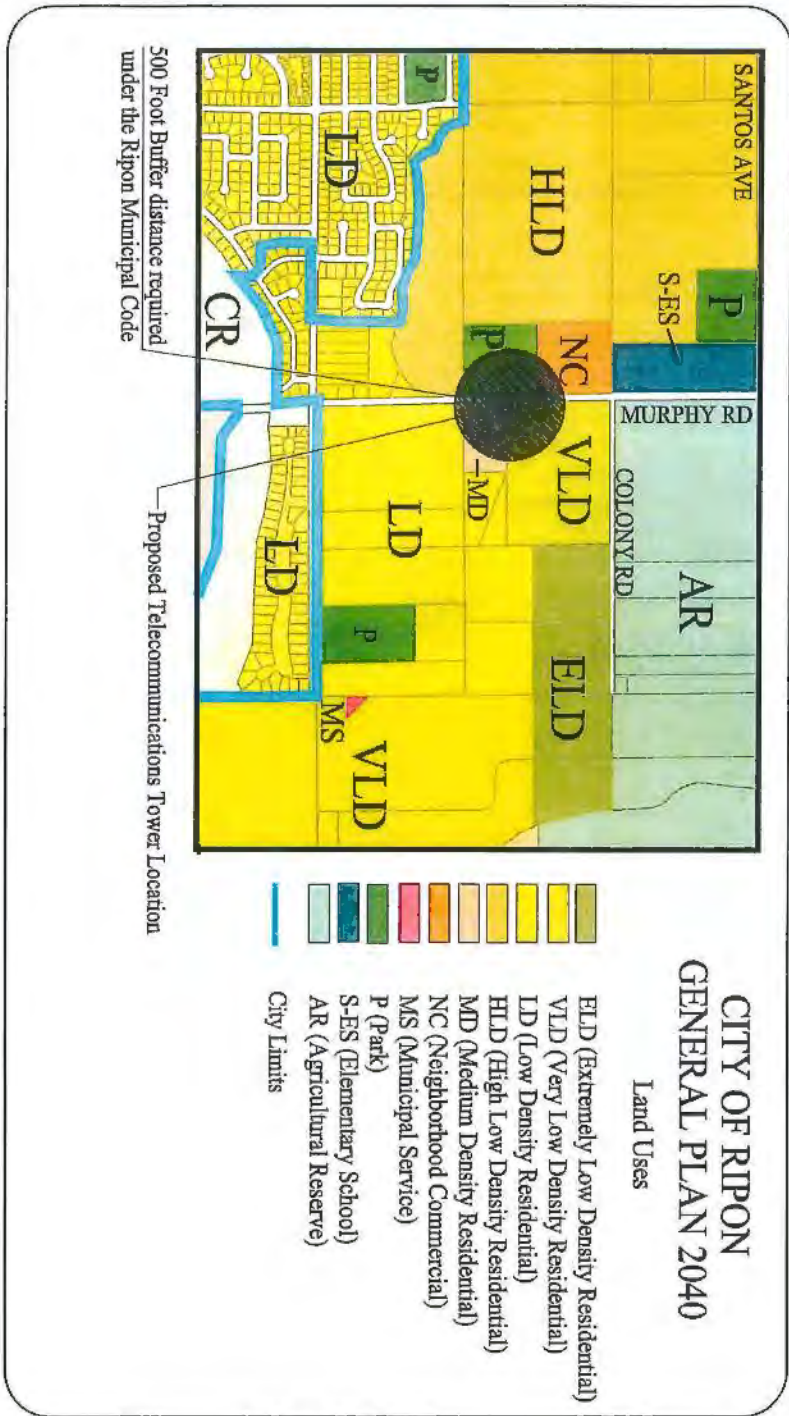 CITY OF RIPON
GENERAL PLAN 2040
Land Uses
ELD (Extremely Low Density Residential)
VLD (Very Low Density Residential)
LD (Low Density Residential)
HLD (High Low Density Residential)
MD (Medium Density Residential)
NC (Neighborhood Commercial)
MS (Municipal Service)
P (Park)
S-ES (Elementary School)
AR (Agricultural Reserve)
City Limits
SANTOS AVE
P
S-ES
MURPHY RD
AR
COLONY RD
HLD
NC
VLD
ELD
P
P
MD
LD
LD
P
MS
VLD
CR
LD
500 Foot Buffer distance required
under the Ripon Municipal Code
Proposed Telecommunications Tower Location